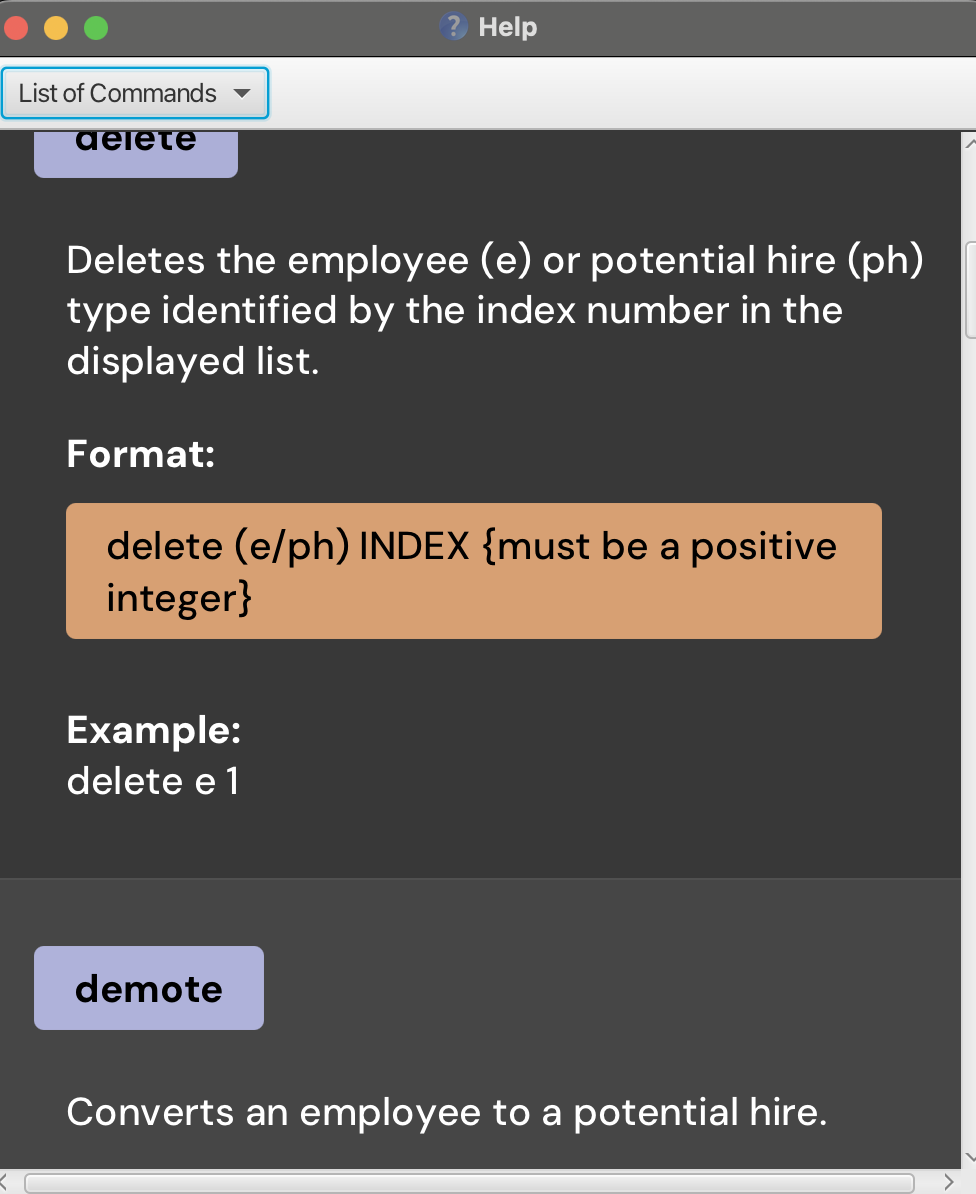 Help
List of Commands
delete
Deletes the employee (e) or potential hire (ph)
type identified by the index number in the
displayed list.
Format:
delete (e/ph) INDEX {must be a positive
integer}
Example:
delete e 1
demote
Converts an employee to a potential hire.